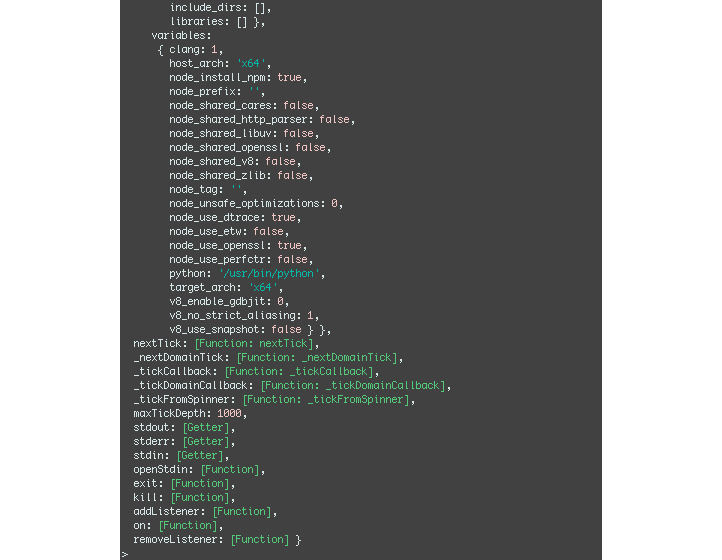 include_dirs: [],
libraries: [] },
variables:
{ clang: 1,
host_arch: 'x64',
node_install_npm: true,
node_prefix: '',
node_shared_cares: false,
node_shared_http_parser: false,
node_shared_libuv: false,
node_shared_openssl: false,
node_shared_v8: false,
node_shared_zlib: false,
node_tag: '',
node_unsafe_optimizations: 0,
node_use_dtrace: true,
node_use_etw: false,
node_use_openssl: true,
node_use_perfctr: false,
python: '/usr/bin/python',
target_arch: 'x64',
v8_enable_gdbjit: 0,
v8_no_strict_aliasing: 1,
v8_use_snapshot: false } },
nextTick: [Function: nextTick],
_nextDomainTick: [Function: _nextDomainTick],
_tickCallback: [Function: _tickCallback],
_tickDomainCallback: [Function: _tickDomainCallback],
_tickFromSpinner: [Function: _tickFromSpinner],
maxTickDepth: 1000,
stdout: [Getter],
stderr: [Getter],
stdin: [Getter],
openStdin: [Function],
exit: [Function],
kill: [Function],
addListener: [Function],
on: [Function],
removeListener: [Function] }
>